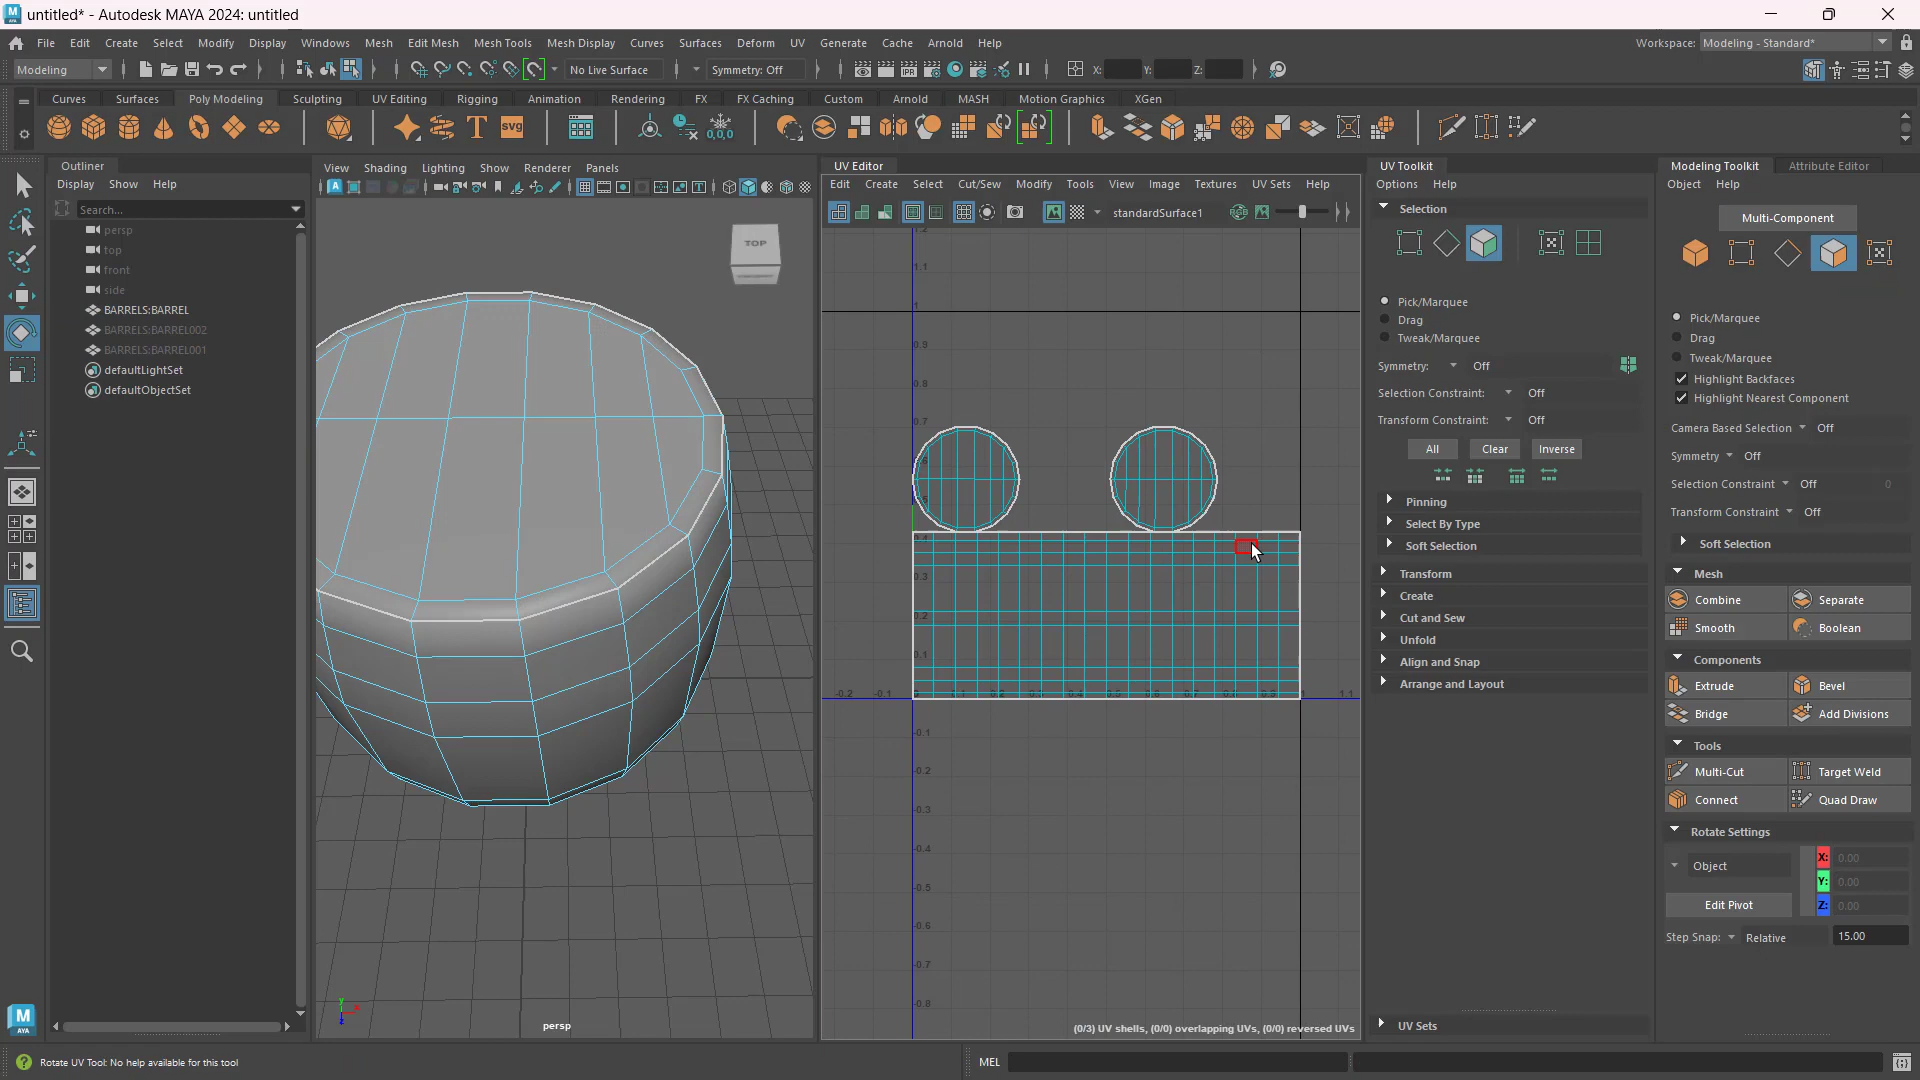 untitled* - Autodesk MAYA 2024: untitled
File Edit Create Select Modify Display Windows Mesh Edit Mesh Mesh Tools Mesh Display Curves Surfaces Deform UV Generate Cache Arnold Help
Workspace: Modeling - Standard*
Modeling No Live Surface Symmetry: Off X: Y: Z:
Curves Surfaces Poly Modeling Sculpting UV Editing Rigging Animation Rendering FX FX Caching Custom Arnold MASH Motion Graphics XGen
Outliner
Display Show Help
Search...
persp
top
front
side
BARRELS:BARREL
BARRELS:BARREL002
BARRELS:BARREL001
defaultLightSet
defaultObjectSet
View Shading Lighting Show Renderer Panels
TOP
persp
UV Editor
Edit Create Select Cut/Sew Modify Tools View Image Textures UV Sets Help
standardSurface1
(0/3) UV shells, (0/0) overlapping UVs, (0/0) reversed UVs
UV Toolkit
Options Help
Selection
Pick/Marquee
Drag
Tweak/Marquee
Symmetry: Off
Selection Constraint: Off
Transform Constraint: Off
All Clear Inverse
Pinning
Select By Type
Soft Selection
Transform
Create
Cut and Sew
Unfold
Align and Snap
Arrange and Layout
UV Sets
Modeling Toolkit Attribute Editor
Object Help
Multi-Component
Pick/Marquee
Drag
Tweak/Marquee
Highlight Backfaces
Highlight Nearest Component
Camera Based Selection Off
Symmetry Off
Selection Constraint Off 0
Transform Constraint Off
Soft Selection
Mesh
Combine Separate
Smooth Boolean
Components
Extrude Bevel
Bridge Add Divisions
Tools
Multi-Cut Target Weld
Connect Quad Draw
Rotate Settings
Object X: 0.00
Y: 0.00
Edit Pivot Z: 0.00
Step Snap: Relative 15.00
Rotate UV Tool: No help available for this tool
MEL